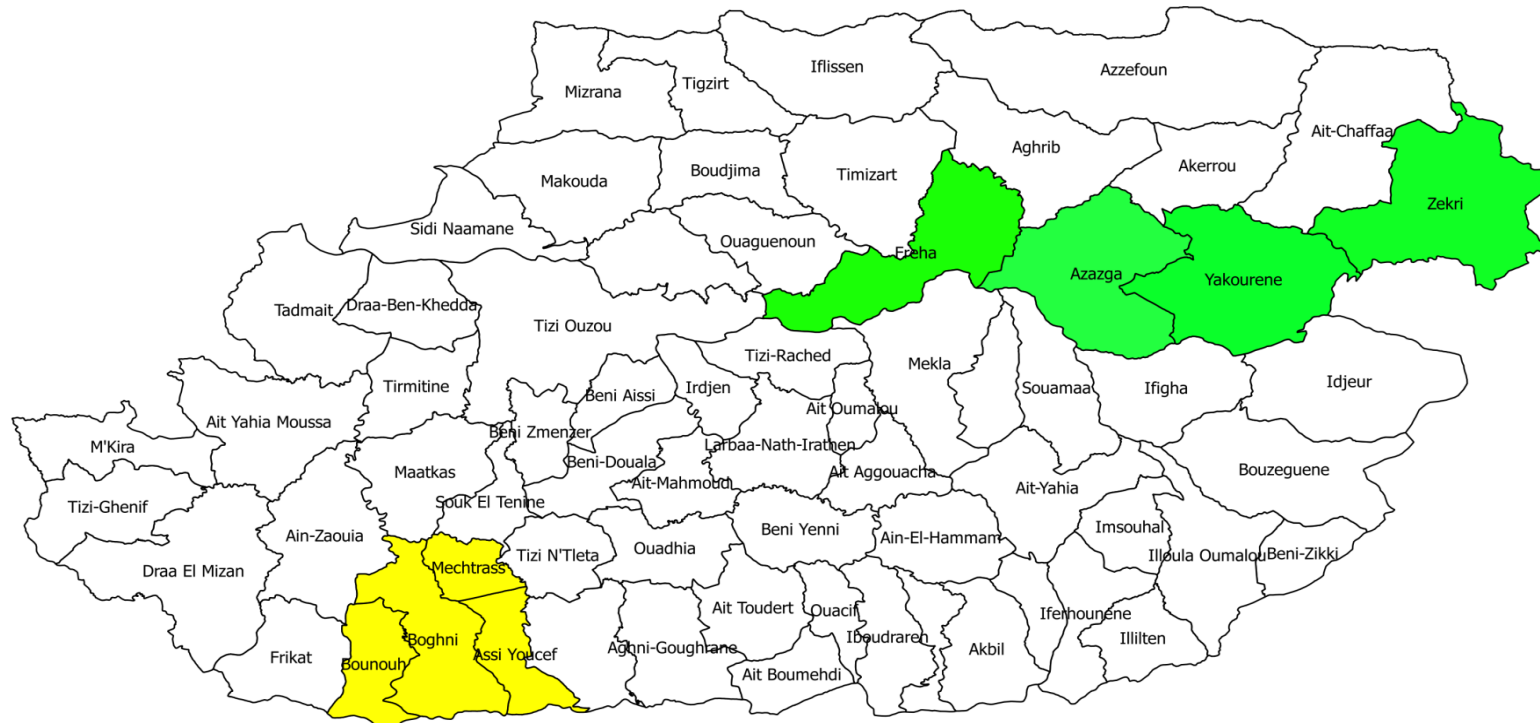 Iflissen
Azzefoun
Tigzirt
Mizrana
Ait-Chaffaa
Aghrib
Akerrou
Boudjima
Timizart
Makouda
Zekri
Sidi Naamane
Ouaguenoun
Freha
Azazga
Yakourene
Draa-Ben-Khedda
Tadmait
Tizi Ouzou
Tizi-Rached
Mekla
Idjeur
Tirmitine
Beni Aissi
Irdjen
Souamaa
Ifigha
Ait Oumalou
Ait Yahia Moussa
Beni Zmenzer
Larbaa-Nath-Irathen
M'Kira
Beni-Douala
Maatkas
Ait Aggouacha
Bouzeguene
Ait-Mahmoud
Ait-Yahia
Souk El Tenine
Tizi-Ghenif
Beni Yenni
Imsouhal
Ain-Zaouia
Ain-El-Hammam
Ouadhia
Tizi N'Tleta
Illoula Oumalou
Beni-Zikki
Mechtrass
Draa El Mizan
Ait Toudert
Ouacif
Iferhounene
Illilten
Boghni
Iboudraren
Akbil
Aghni-Goughrane
Assi Youcef
Frikat
Bounouh
Ait Boumehdi